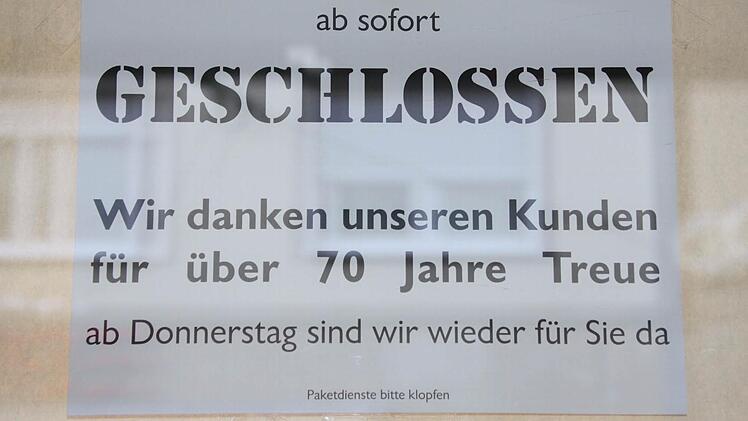 ab sofort
GESCHLOSSEN
Wir danken unseren Kunden
für über 70 Jahre Treue
ab Donnerstag sind wir wieder für Sie da
Paketdienste bitte klopfen